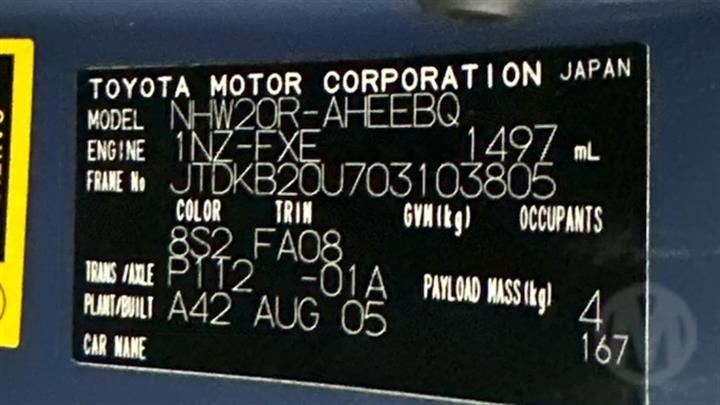 TOYOTA MOTOR CORPORATION JAPAN
MODEL NHW20R-AHEEBQ
ENGINE 1NZ-FXE 1497 mL
FRAME No JTDKB20U703103805
COLOR TRIM GVM(kg) OCCUPANTS
8S2 FA08
TRANS/AXLE P112 -01A PAYLOAD MASS(kg) 4
PLANT/BUILT A42 AUG 05 167
CAR NAME